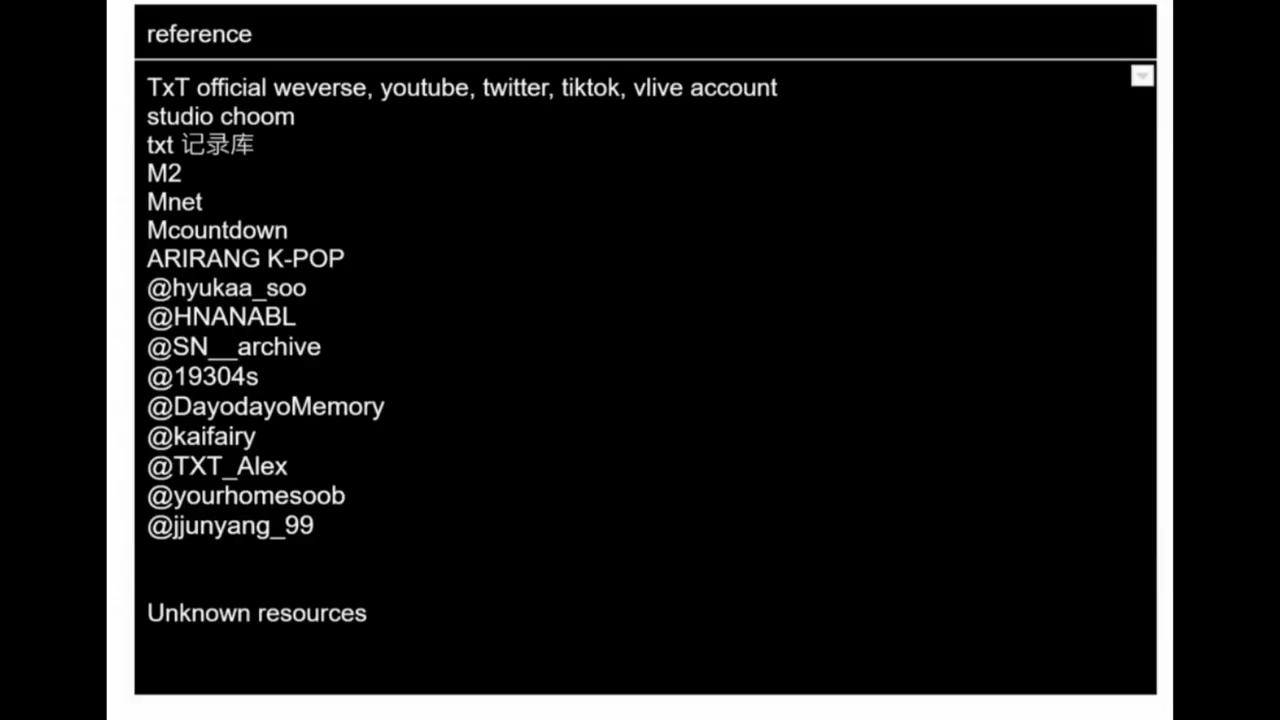 reference
TxT official weverse, youtube, twitter, tiktok, vlive account
studio choom
txt 记录库
M2
Mnet
Mcountdown
ARIRANG K-POP
@hyukaa_soo
@HNANABL
@SN__archive
@19304s
@DayodayoMemory
@kaifairy
@TXT_Alex
@yourhomesoob
@jjunyang_99
Unknown resources